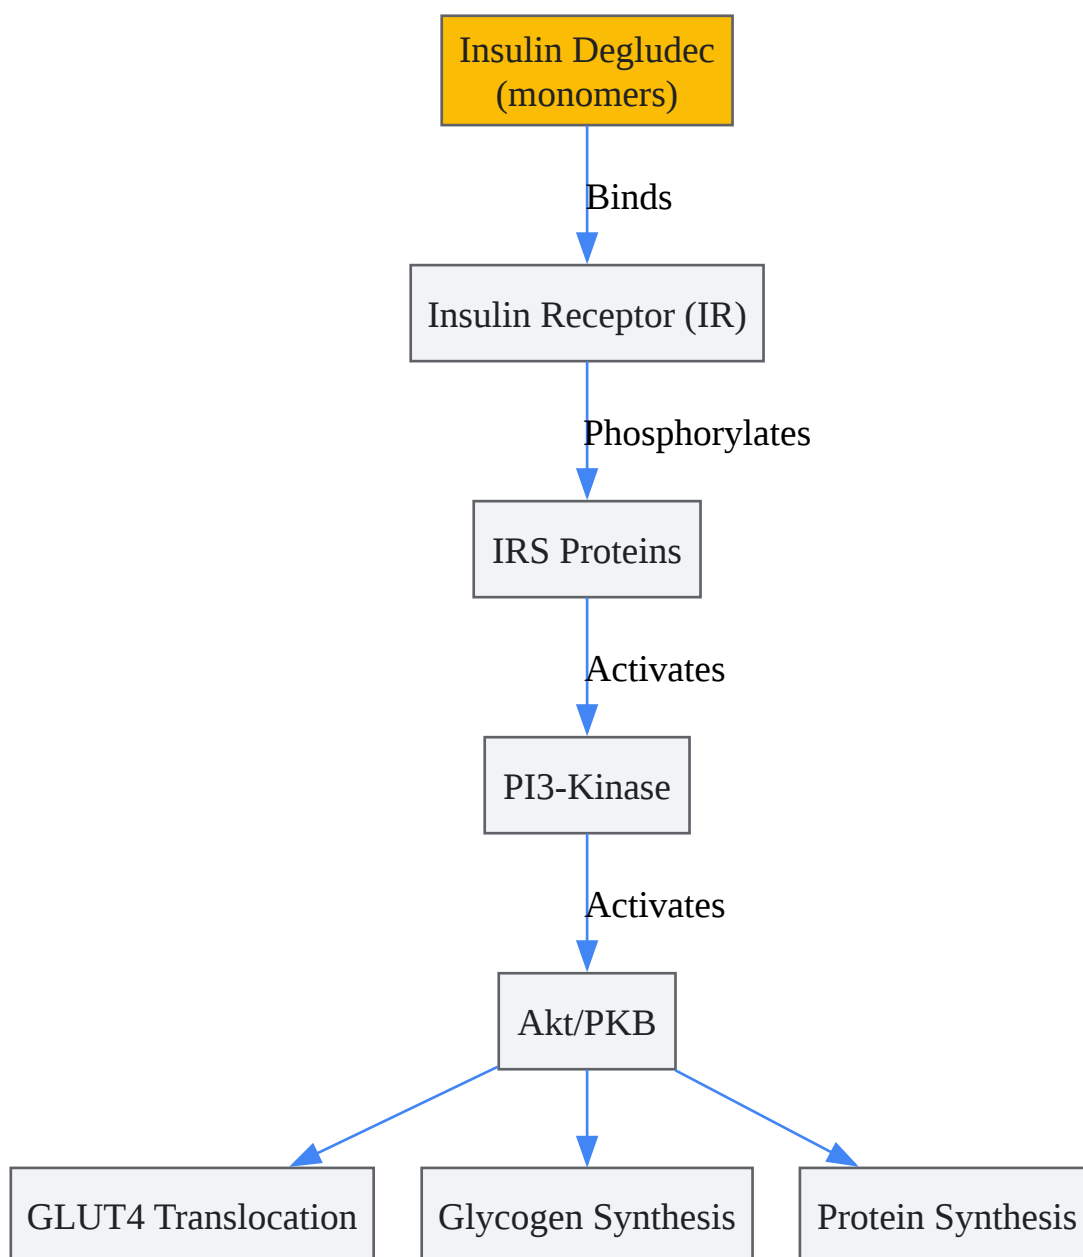 Insulin Degludec
(monomers)
Binds
Insulin Receptor (IR)
Phosphorylates
IRS Proteins
Activates
PI3-Kinase
Activates
Akt/PKB
GLUT4 Translocation
Glycogen Synthesis
Protein Synthesis